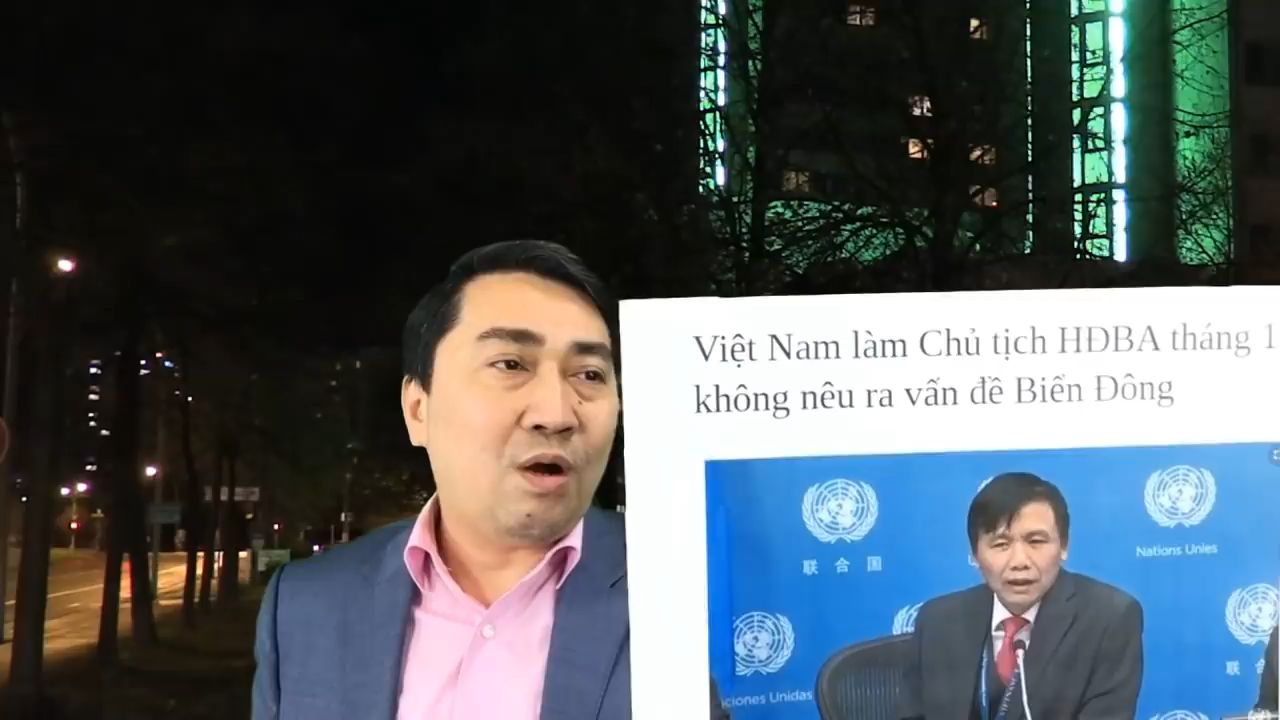 Việt Nam làm Chủ tịch HĐBA tháng 1
không nêu ra vấn đề Biển Đông
联 合 国
Nations Unies
ciones Unidas
联 合
VIETNAM